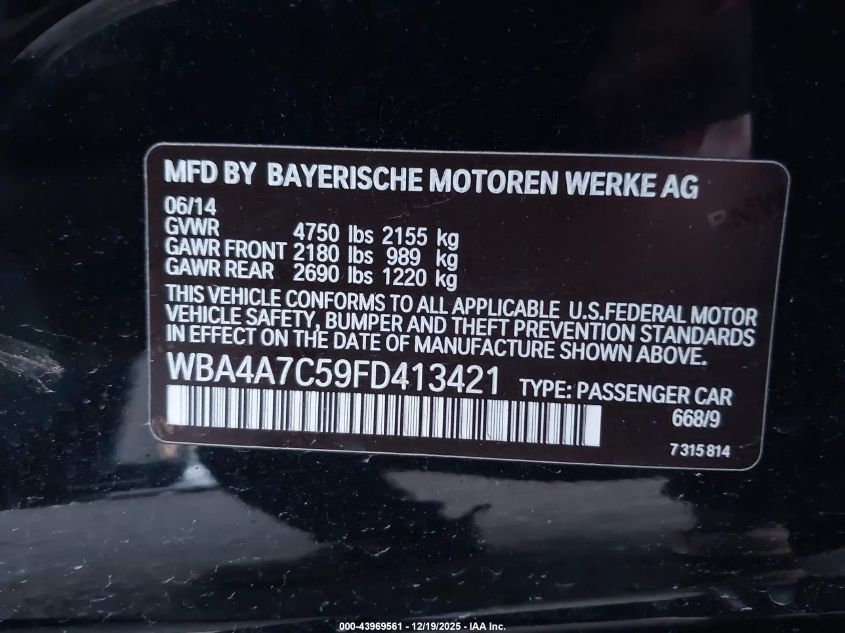 MFD BY BAYERISCHE MOTOREN WERKE AG
06/14
GVWR 4750 lbs 2155 kg
GAWR FRONT 2180 lbs 989 kg
GAWR REAR 2690 lbs 1220 kg
THIS VEHICLE CONFORMS TO ALL APPLICABLE U.S.FEDERAL MOTOR
VEHICLE SAFETY, BUMPER AND THEFT PREVENTION STANDARDS
IN EFFECT ON THE DATE OF MANUFACTURE SHOWN ABOVE.
WBA4A7C59FD413421 TYPE: PASSENGER CAR
668/9
7 315 814
000-43969561 - 12/19/2025 - IAA Inc.